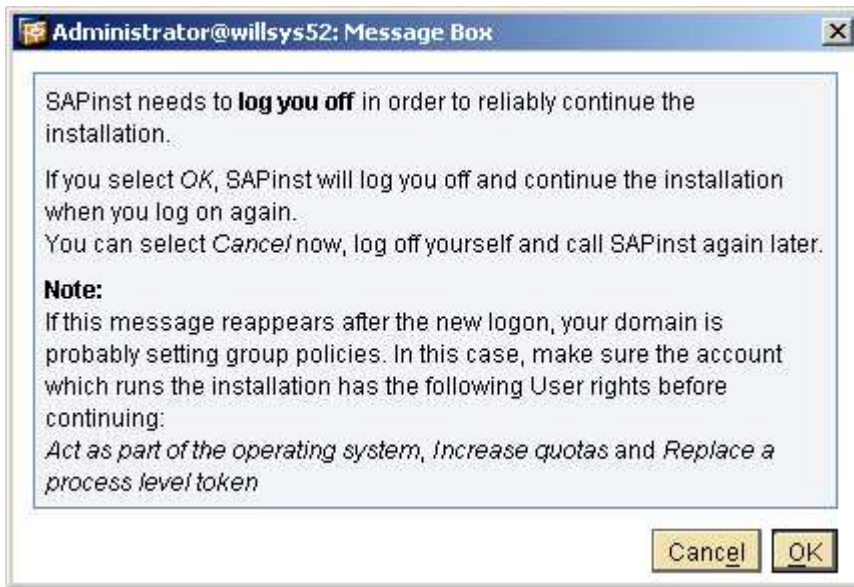 Administrator@willsys52: Message Box
SAPinst needs to log you off in order to reliably continue the
installation.
If you select OK, SAPinst will log you off and continue the installation
when you log on again.
You can select Cancel now, log off yourself and call SAPinst again later.
Note:
If this message reappears after the new logon, your domain is
probably setting group policies. In this case, make sure the account
which runs the installation has the following User rights before
continuing:
Act as part of the operating system, Increase quotas and Replace a
process level token
Cancel OK